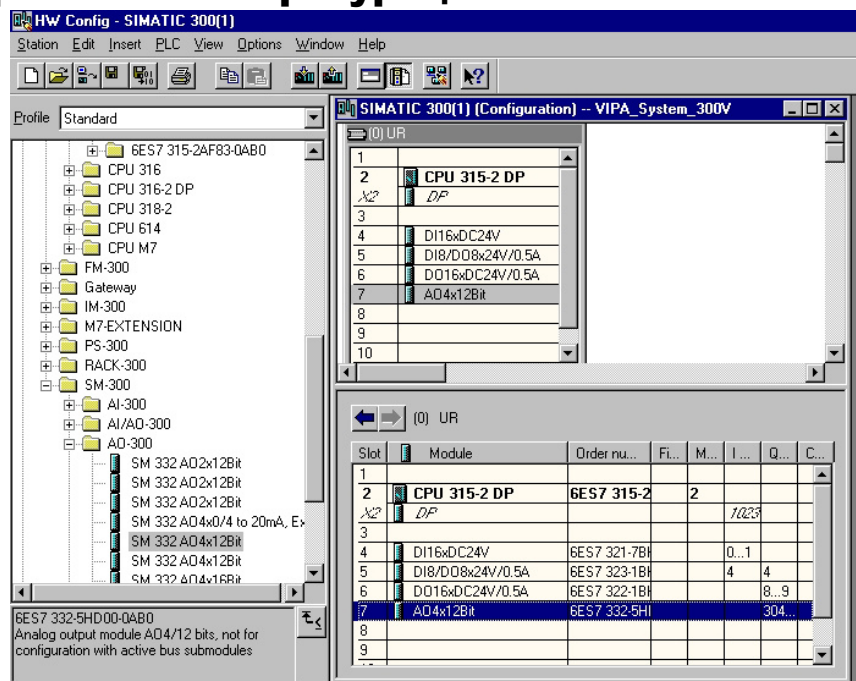 HW Config - SIMATIC 300(1)
Station Edit Insert PLC View Options Window Help
Profile Standard
6ES7 315-2AF83-0AB0
CPU 316
CPU 316-2 DP
CPU 318-2
CPU 614
CPU M7
FM-300
Gateway
IM-300
M7-EXTENSION
PS-300
RACK-300
SM-300
AI-300
AI/AO-300
AO-300
SM 332 AO2x12Bit
SM 332 AO2x12Bit
SM 332 AO2x12Bit
SM 332 AO4x0/4 to 20mA, Ex
SM 332 AO4x12Bit
SM 332 AO4x12Bit
SM 332 AO4x16Bit
6ES7 332-5HD00-0AB0
Analog output module AO4/12 bits, not for
configuration with active bus submodules
SIMATIC 300(1) (Configuration) -- VIPA_System_300V
(0) UR
1
2 CPU 315-2 DP
X2 DP
3
4 DI16xDC24V
5 DI8/DO8x24V/0.5A
6 DO16xDC24V/0.5A
7 AO4x12Bit
8
9
10
(0) UR
Slot Module Order nu... Fi... M... I ... Q... C...
1
2 CPU 315-2 DP 6ES7 315-2 2
X2 DP 1023
3
4 DI16xDC24V 6ES7 321-7BH 0...1
5 DI8/DO8x24V/0.5A 6ES7 323-1BH 4 4
6 DO16xDC24V/0.5A 6ES7 322-1BH 8...9
7 AO4x12Bit 6ES7 332-5HD 304...
8
9